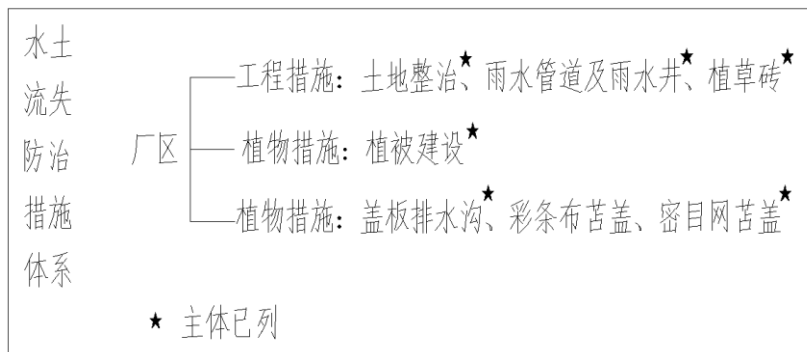 水土
流失
防治
措施
体系
厂区
工程措施：土地整治★、雨水管道及雨水井★、植草砖★
植物措施：植被建设★
植物措施：盖板排水沟★、彩条布苫盖、密目网苫盖★
★ 主体已列